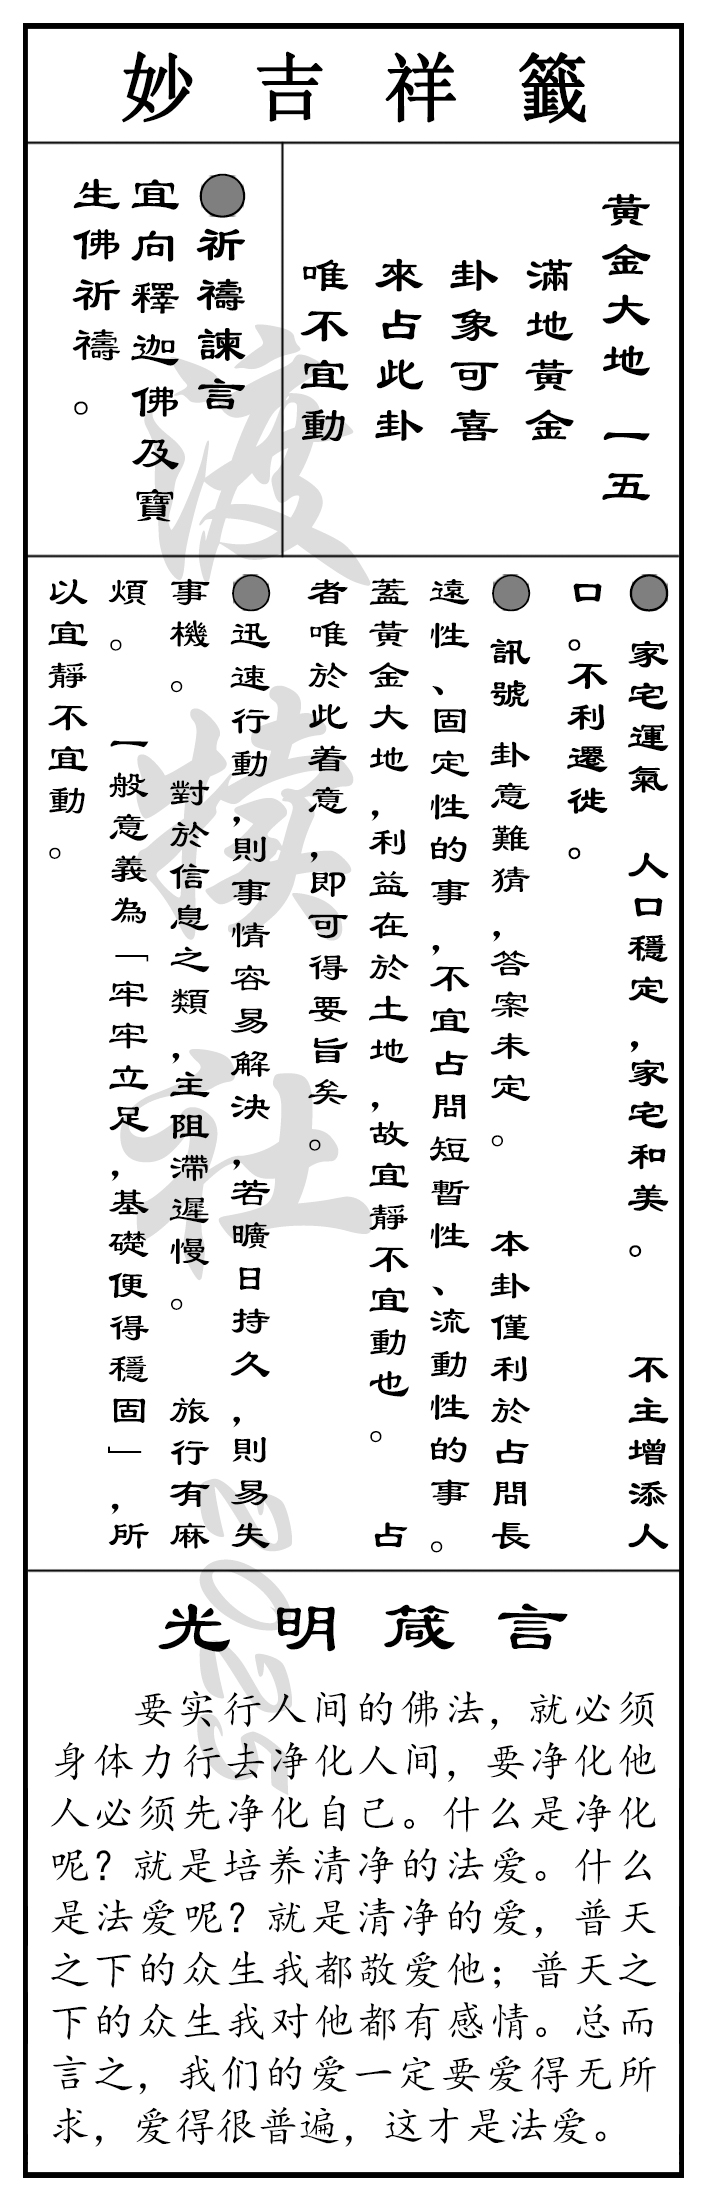 妙吉祥籤
黃金大地 一五
滿地黃金
卦象可喜
來占此卦
唯不宜動
●祈禱諫言
宜向釋迦佛及寶
生佛祈禱。
●家宅運氣 人口穩定，家宅和美。 不主增添人
口。不利遷徙。
●訊號 卦意難猜，答案未定。 本卦僅利於占問長
遠性、固定性的事，不宜占問短暫性、流動性的事。
蓋黃金大地，利益在於土地，故宜靜不宜動也。 占
者唯於此着意，即可得要旨矣。
●迅速行動，則事情容易解決，若曠日持久，則易失
事機。 對於信息之類，主阻滯遲慢。 旅行有麻
煩。 一般意義為「牢牢立足，基礎便得穩固」，所
以宜靜不宜動。
光明箴言
要实行人间的佛法，就必须
身体力行去净化人间，要净化他
人必须先净化自己。什么是净化
呢？就是培养清净的法爱。什么
是法爱呢？就是清净的爱，普天
之下的众生我都敬爱他；普天之
下的众生我对他都有感情。总而
言之，我们的爱一定要爱得无所
求，爱得很普遍，这才是法爱。
渡犊社 2025